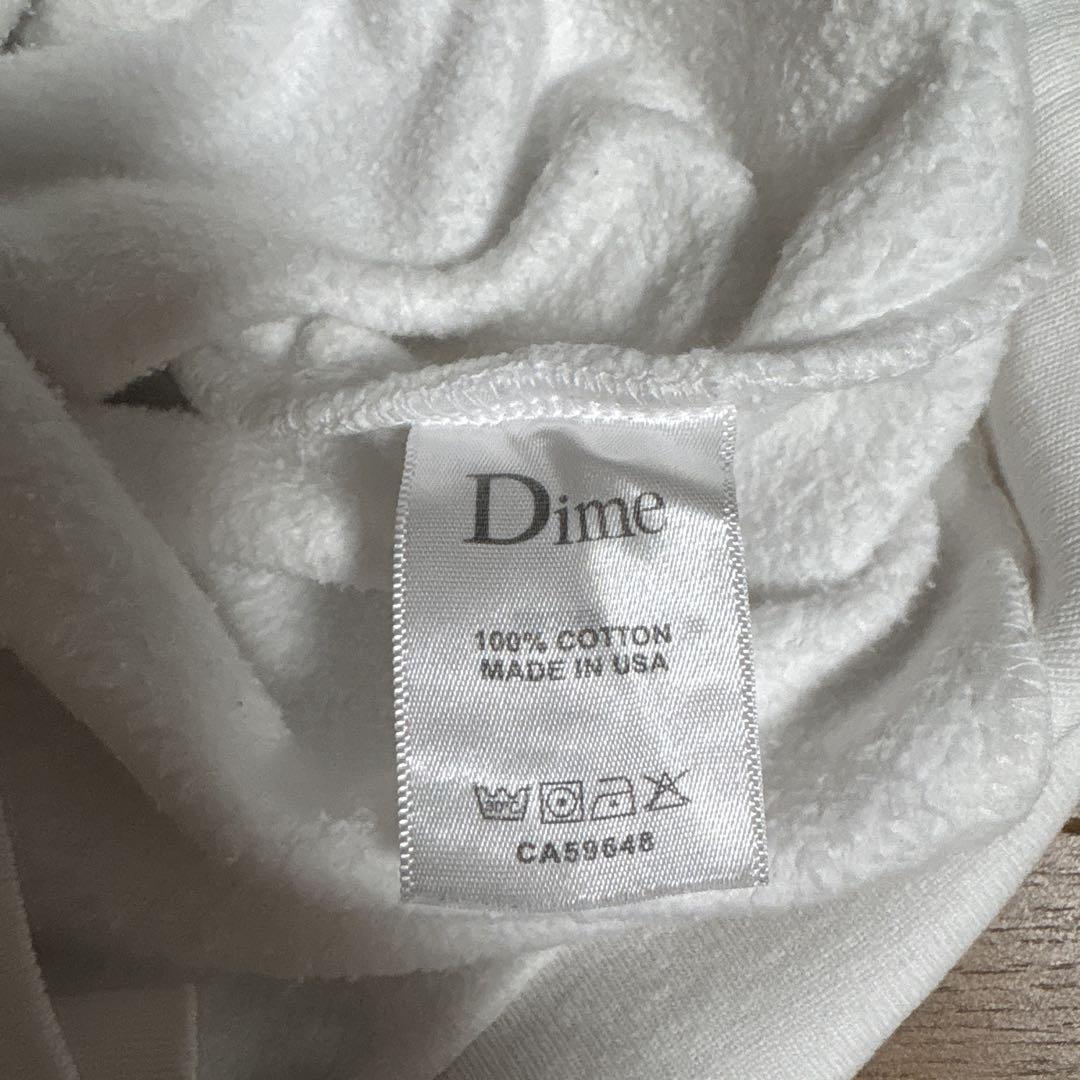 Dime
100% COTTON
MADE IN USA
CA59648